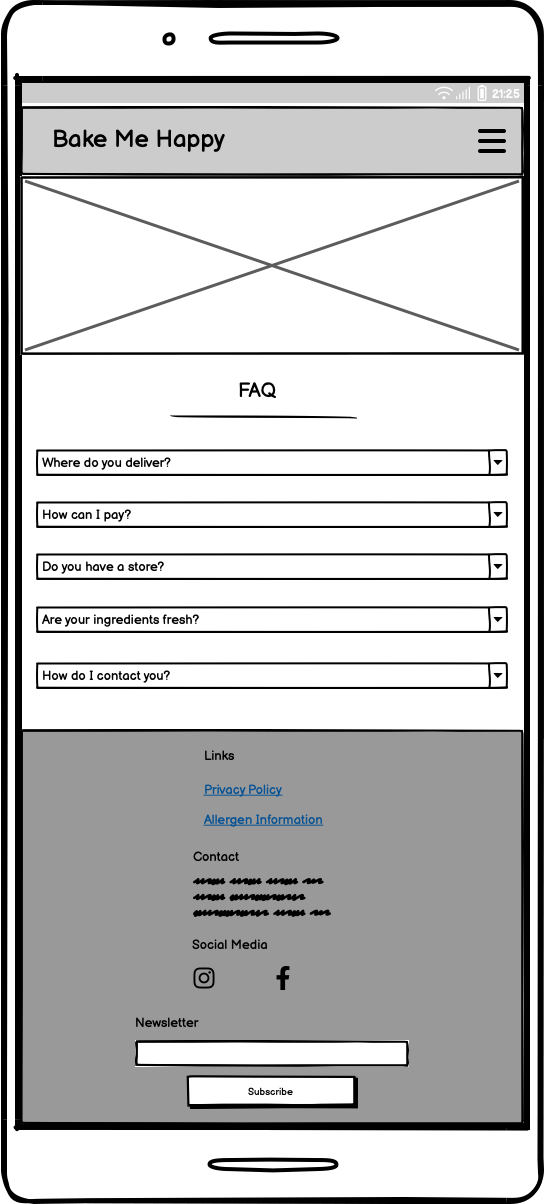 21:25
Bake Me Happy
FAQ
Where do you deliver?
How can I pay?
Do you have a store?
Are your ingredients fresh?
How do I contact you?
Links
Privacy Policy
Allergen Information
Contact
Social Media
Newsletter
Subscribe